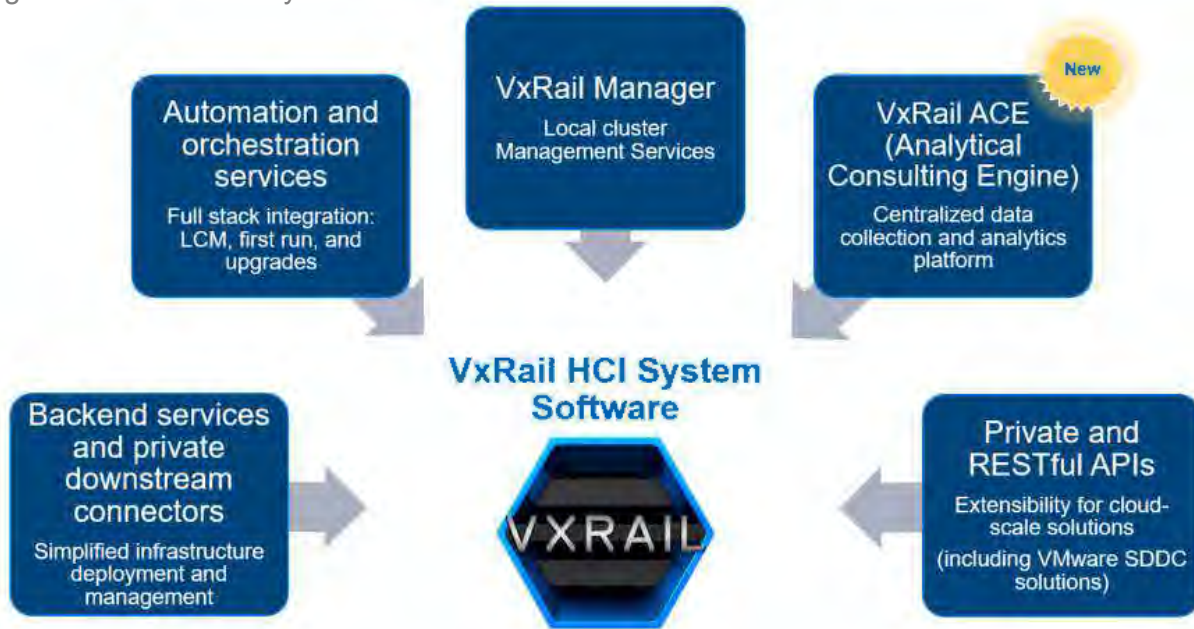 VxRail Manager
Local cluster
Management Services
New
Automation and
orchestration
services
Full stack integration:
LCM, first run, and
upgrades
VxRail ACE
(Analytical
Consulting Engine)
Centralized data
collection and analytics
platform
VxRail HCI System
Software
Backend services
and private
downstream
connectors
Simplified infrastructure
deployment and
management
VXRAIL
Private and
RESTful APIs
Extensibility for cloud-
scale solutions
(including VMware SDDC
solutions)